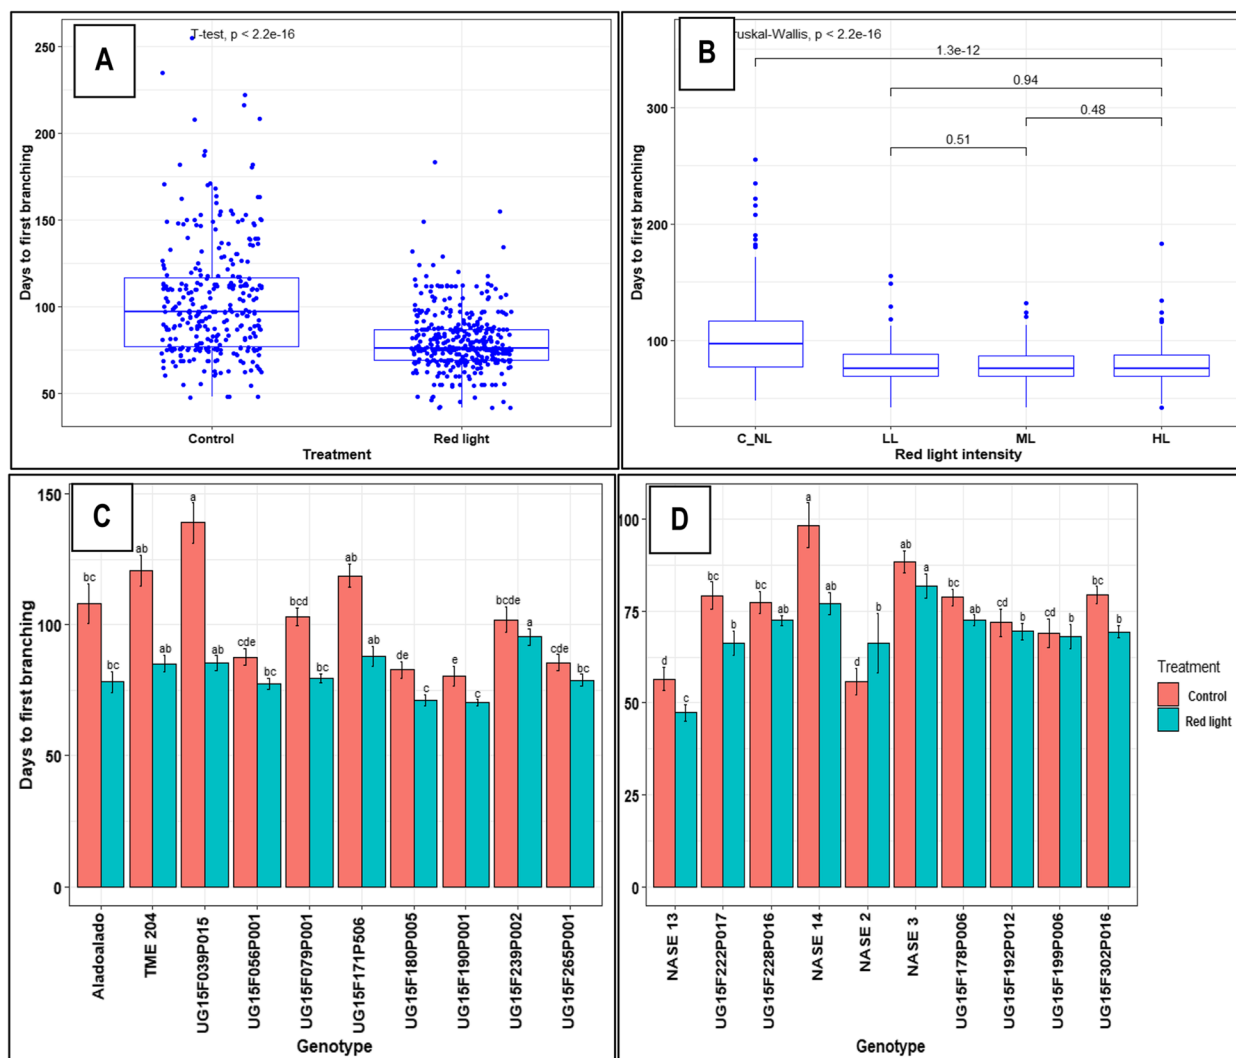 A
T-test, p < 2.2e-16
250
200
150
100
50
Days to first branching
Control
Red light
Treatment
B
ruskal-Wallis, p < 2.2e-16
1.3e-12
0.94
0.48
0.51
300
200
100
Days to first branching
C_NL
LL
ML
HL
Red light intensity
C
150
100
50
0
Days to first branching
bc
bc
ab
ab
a
ab
cde
bc
bcd
bc
ab
ab
de
c
e
c
bcde
a
cde
bc
Aladoalado
TME 204
UG15F039P015
UG15F056P001
UG15F079P001
UG15F171P506
UG15F180P005
UG15F190P001
UG15F239P002
UG15F265P001
Genotype
D
100
75
50
25
0
d
c
bc
b
bc
ab
a
ab
d
b
ab
a
bc
ab
cd
b
cd
b
bc
b
NASE 13
UG15F222P017
UG15F228P016
NASE 14
NASE 2
NASE 3
UG15F178P006
UG15F192P012
UG15F199P006
UG15F302P016
Genotype
Treatment
Control
Red light